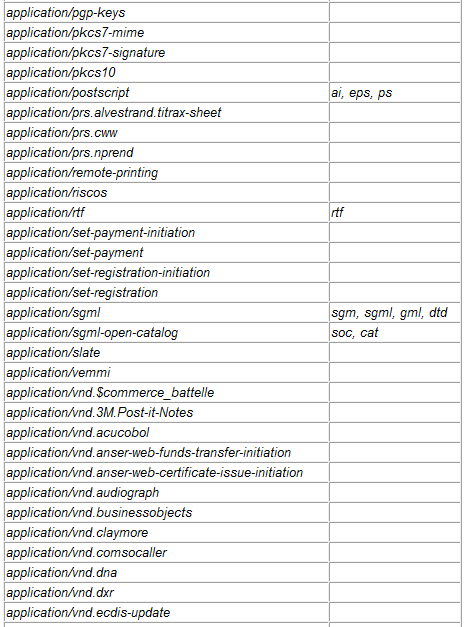 application/pgp-keys
application/pkcs7-mime
application/pkcs7-signature
application/pkcs10
application/postscript ai, eps, ps
application/prs.alvestrand.titrax-sheet
application/prs.cww
application/prs.nprend
application/remote-printing
application/riscos
application/rtf rtf
application/set-payment-initiation
application/set-payment
application/set-registration-initiation
application/set-registration
application/sgml sgm, sgml, gml, dtd
application/sgml-open-catalog soc, cat
application/slate
application/vemmi
application/vnd.$commerce_battelle
application/vnd.3M.Post-it-Notes
application/vnd.acucobol
application/vnd.anser-web-funds-transfer-initiation
application/vnd.anser-web-certificate-issue-initiation
application/vnd.audiograph
application/vnd.businessobjects
application/vnd.claymore
application/vnd.comsocaller
application/vnd.dna
application/vnd.dxr
application/vnd.ecdis-update